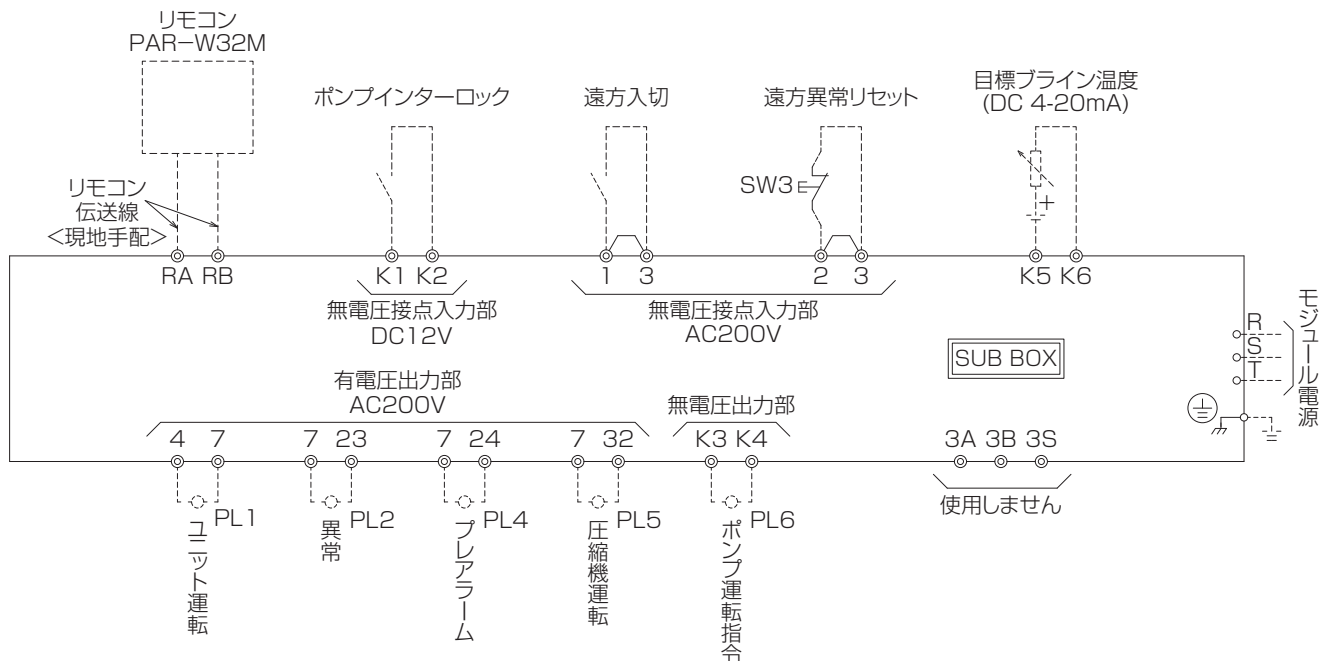 リモコン
PAR−W32M
ポンプインターロック
遠方入切
遠方異常リセット
目標ブライン温度
(DC 4-20mA)
リモコン
伝送線
<現地手配>
SW3
+
RA RB
K1 K2
1 3
2 3
K5 K6
無電圧接点入力部
DC12V
無電圧接点入力部
AC200V
R
S
T
モジュール電源
SUB BOX
有電圧出力部
AC200V
無電圧出力部
4 7
7 23
7 24
7 32
K3 K4
3A 3B 3S
使用しません
PL1
ユニット運転
PL2
異常
PL4
プレアラーム
PL5
圧縮機運転
PL6
ポンプ運転指令